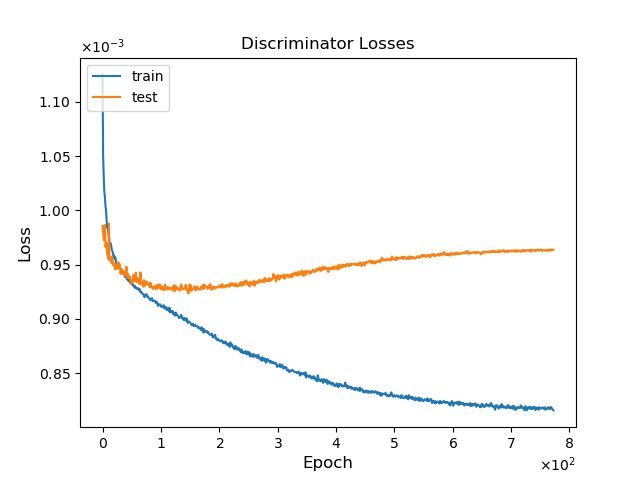 Discriminator Losses
×10⁻³
train
test
1.10
1.05
1.00
0.95
0.90
0.85
Loss
0 1 2 3 4 5 6 7 8
Epoch
×10²